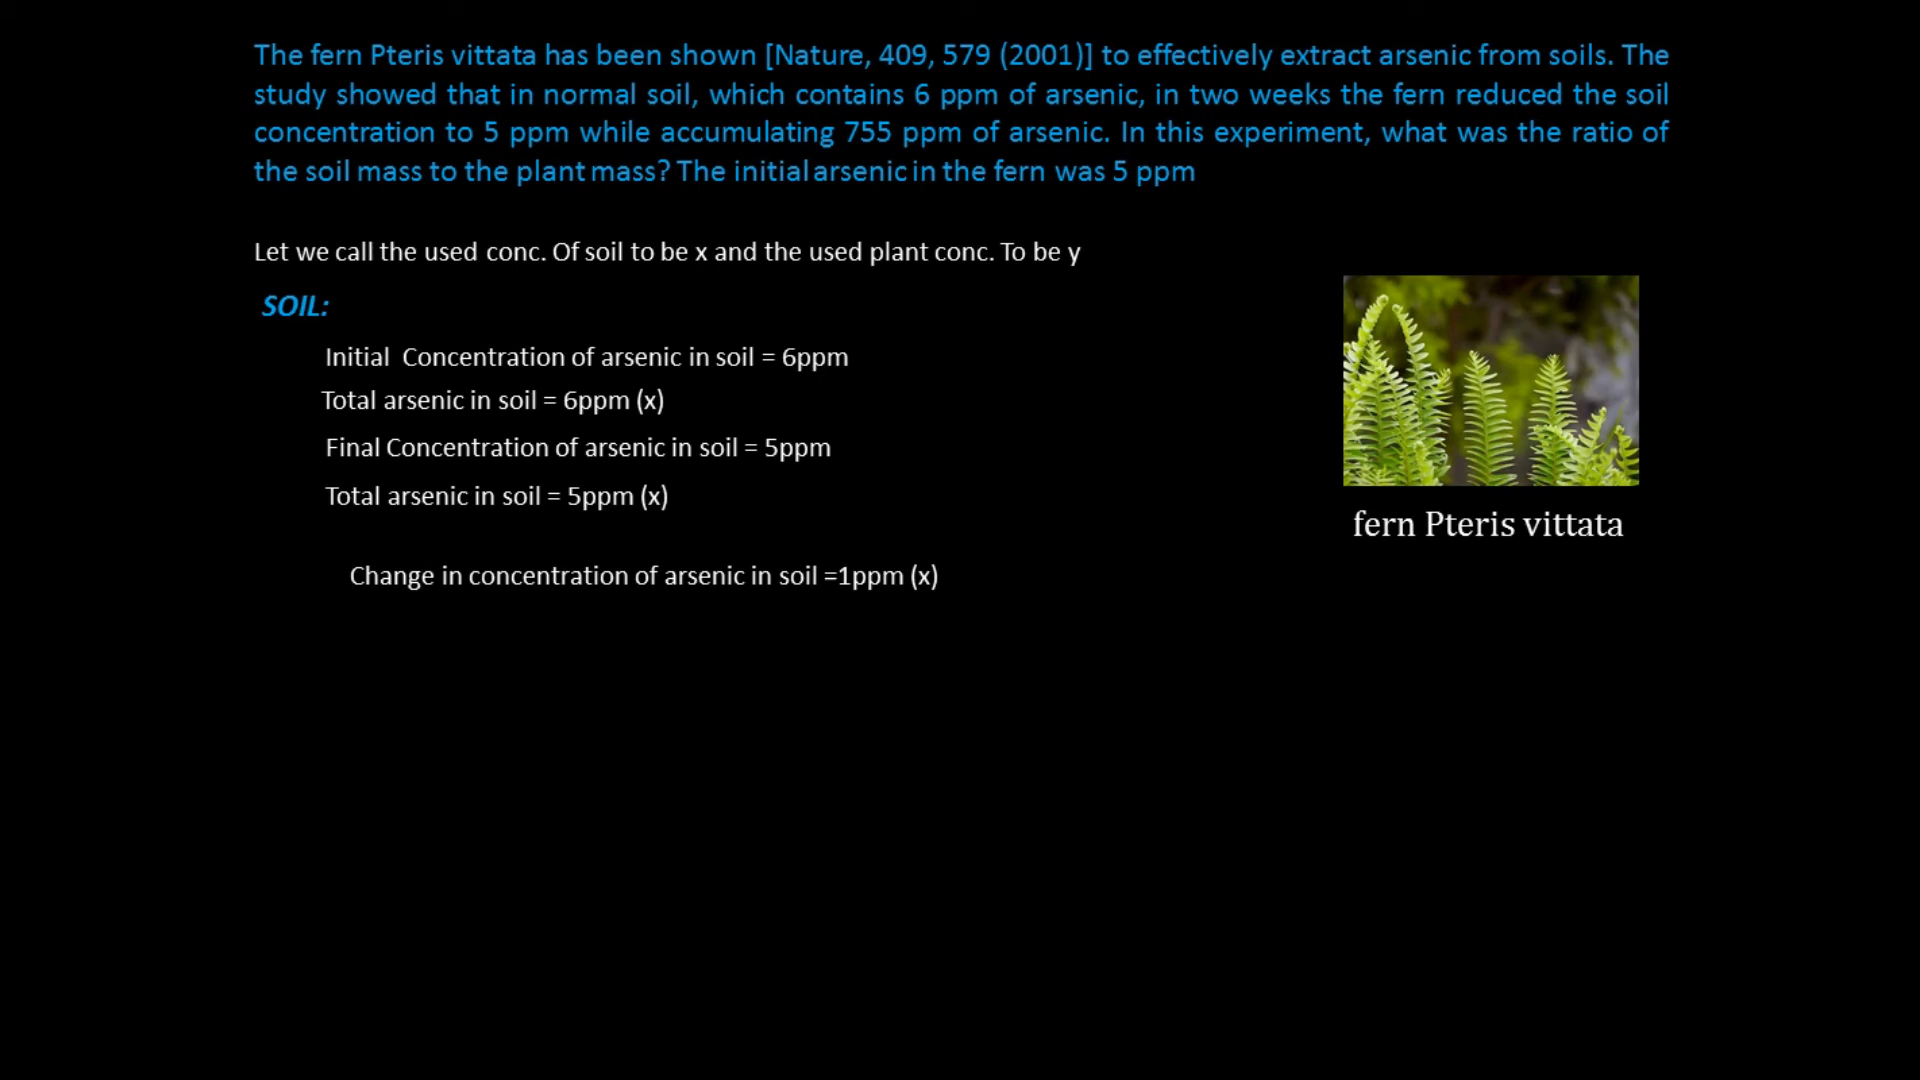 The fern Pteris vittata has been shown [Nature, 409, 579 (2001)] to effectively extract arsenic from soils. The
study showed that in normal soil, which contains 6 ppm of arsenic, in two weeks the fern reduced the soil
concentration to 5 ppm while accumulating 755 ppm of arsenic. In this experiment, what was the ratio of
the soil mass to the plant mass? The initial arsenic in the fern was 5 ppm
Let we call the used conc. Of soil to be x and the used plant conc. To be y
SOIL:
Initial Concentration of arsenic in soil = 6ppm
Total arsenic in soil = 6ppm (x)
Final Concentration of arsenic in soil = 5ppm
Total arsenic in soil = 5ppm (x)
fern Pteris vittata
Change in concentration of arsenic in soil =1ppm (x)